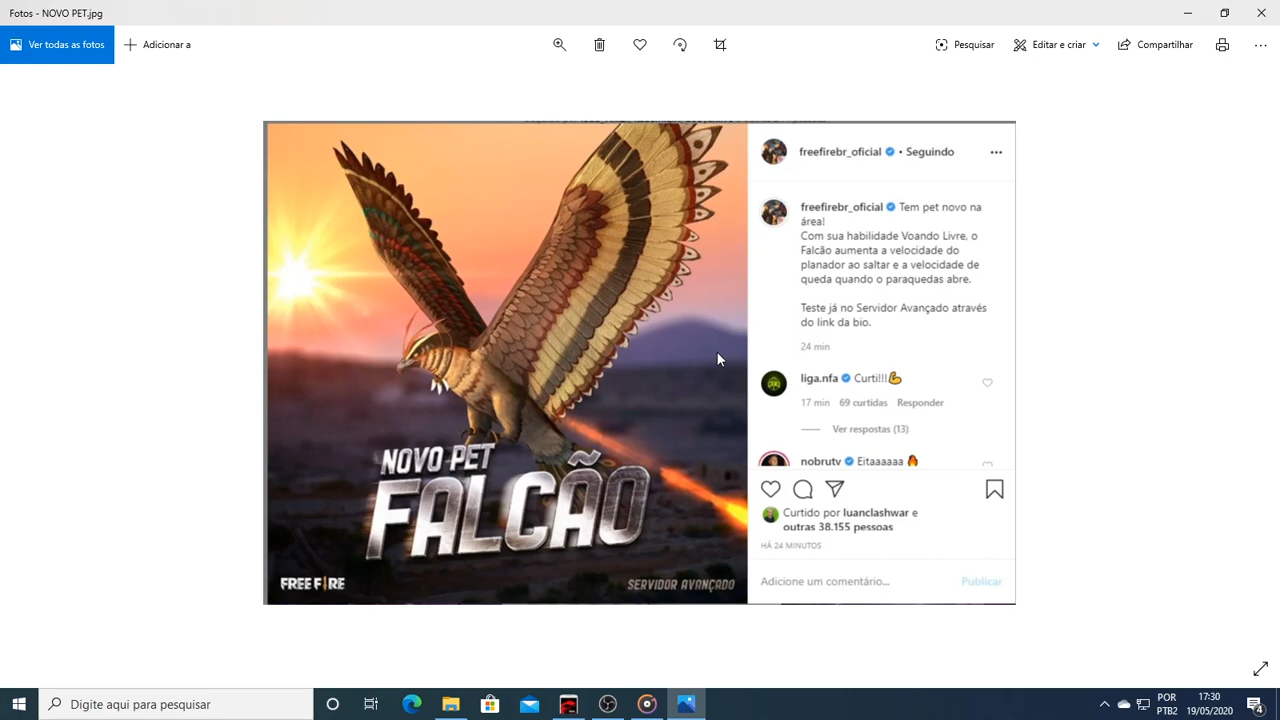 Fotos - NOVO PET.jpg
Ver todas as fotos
Adicionar a
Pesquisar
Editar e criar
Compartilhar
freefirebr_oficial • Seguindo
freefirebr_oficial Tem pet novo na
área!
Com sua habilidade Voando Livre, o
Falcão aumenta a velocidade do
planador ao saltar e a velocidade de
queda quando o paraquedas abre.
Teste já no Servidor Avançado através
do link da bio.
24 min
liga.nfa Curti!!!💪
17 min 69 curtidas Responder
Ver respostas (13)
nobrutv Eitaaaaaa 🔥
Curtido por luanclashwar e
outras 38.155 pessoas
HÁ 24 MINUTOS
Adicione um comentário... Publicar
NOVO PET
FALCÃO
FREE FIRE
SERVIDOR AVANÇADO
Digite aqui para pesquisar
POR
PTB2
17:30
19/05/2020
4